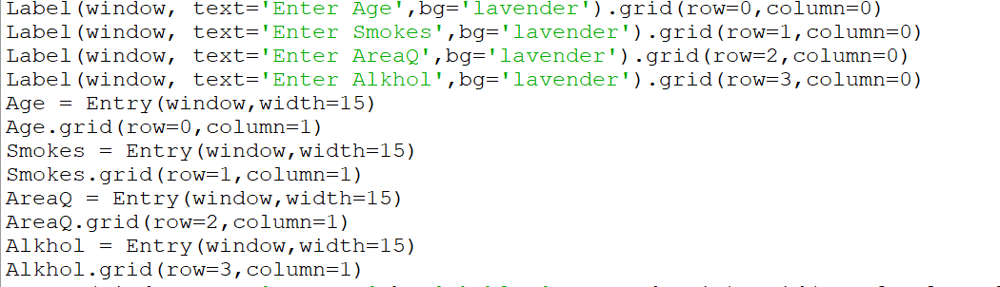 Label(window, text='Enter Age',bg='lavender').grid(row=0,column=0)
Label(window, text='Enter Smokes',bg='lavender').grid(row=1,column=0)
Label(window, text='Enter AreaQ',bg='lavender').grid(row=2,column=0)
Label(window, text='Enter Alkhol',bg='lavender').grid(row=3,column=0)
Age = Entry(window,width=15)
Age.grid(row=0,column=1)
Smokes = Entry(window,width=15)
Smokes.grid(row=1,column=1)
AreaQ = Entry(window,width=15)
AreaQ.grid(row=2,column=1)
Alkhol = Entry(window,width=15)
Alkhol.grid(row=3,column=1)